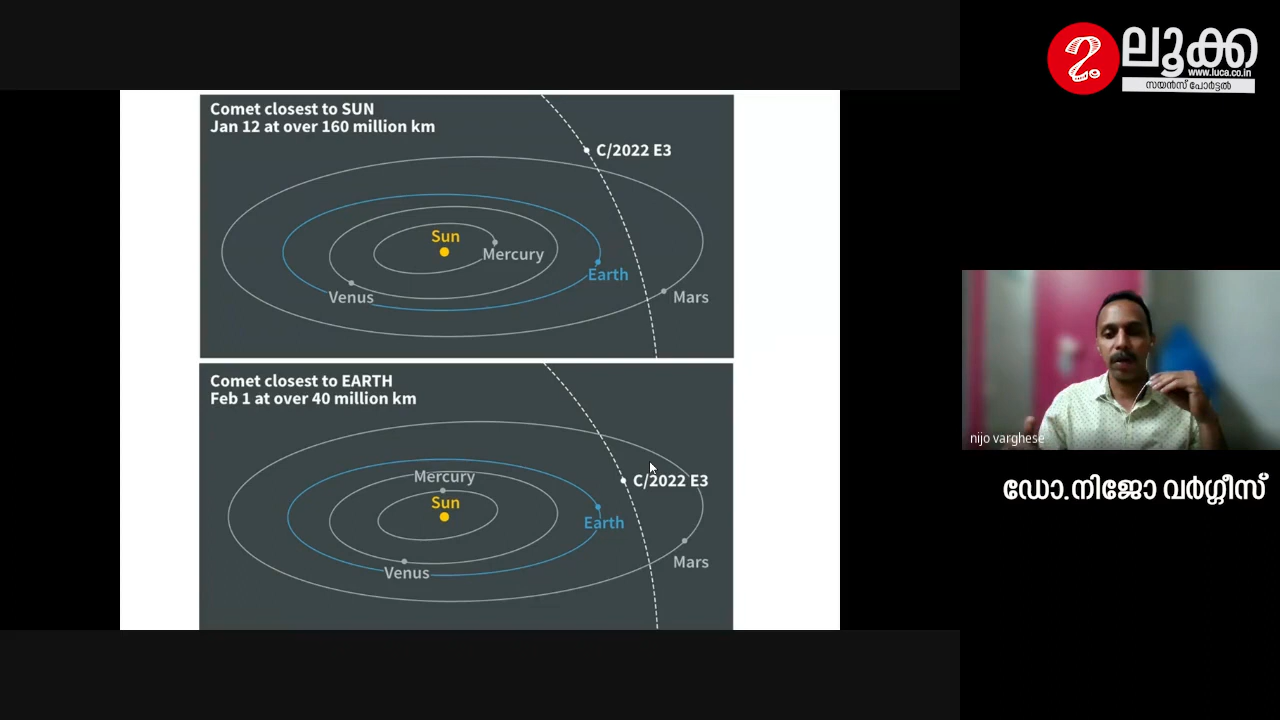 Comet closest to SUN
Jan 12 at over 160 million km
C/2022 E3
Sun
Mercury
Earth
Venus
Mars
Comet closest to EARTH
Feb 1 at over 40 million km
Mercury
C/2022 E3
Sun
Earth
Mars
Venus
ലൂക്ക
www.luca.co.in
സയൻസ് പോർട്ടൽ
nijo varghese
ഡോ.നിജോ വർഗ്ഗീസ്